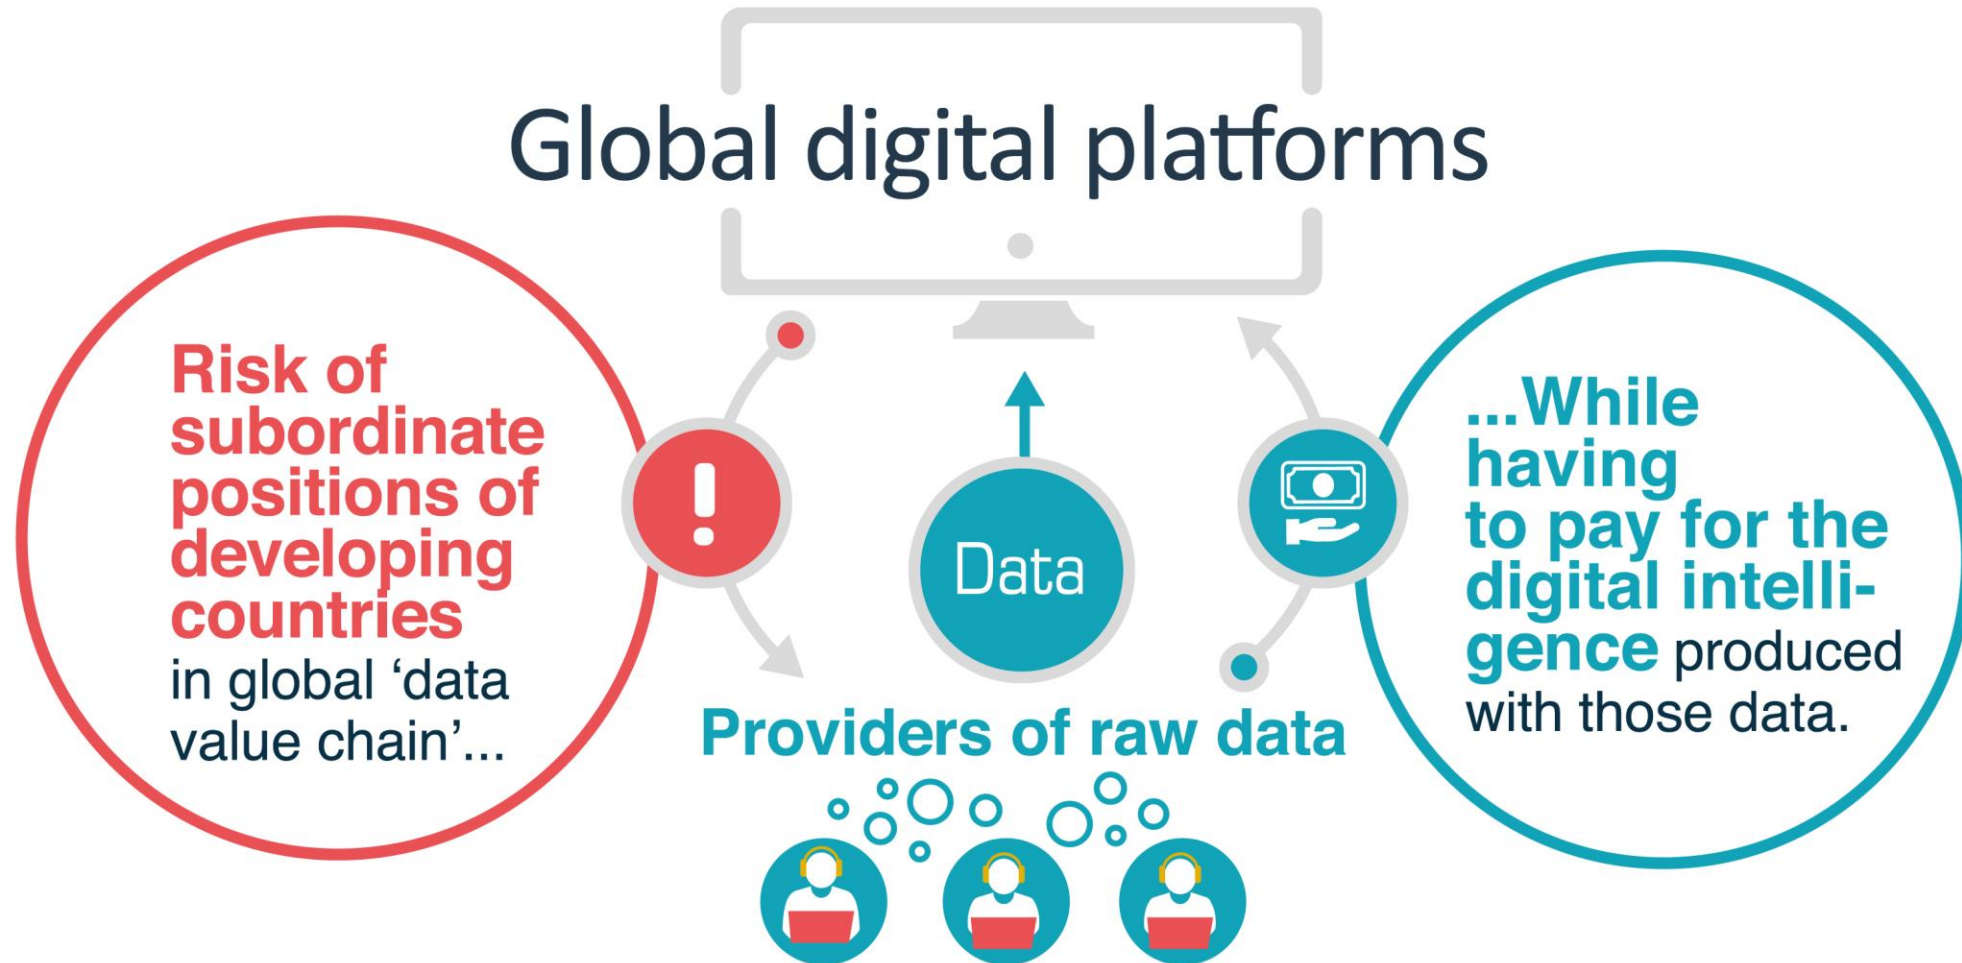 Global digital platforms
Risk of
subordinate
positions of
developing
countries
in global ‘data
value chain’...
Data
Providers of raw data
...While
having
to pay for the
digital intelli-
gence produced
with those data.